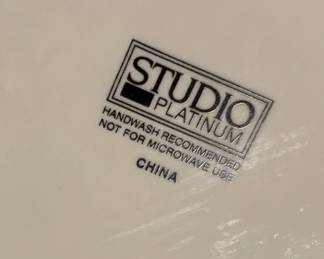 STUDIO
PLATINUM
HANDWASH RECOMMENDED
NOT FOR MICROWAVE USE
CHINA